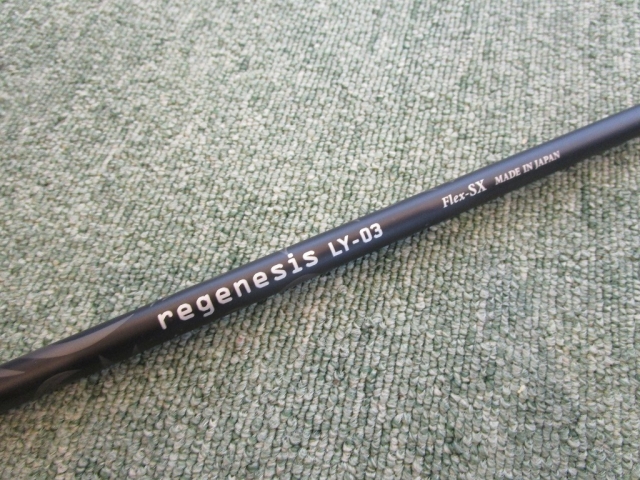 regenesis LY-03 Flex-SX MADE IN JAPAN